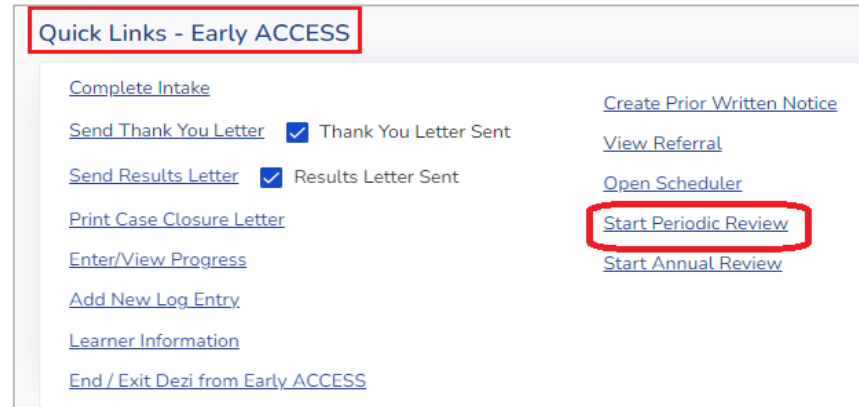 Quick Links - Early ACCESS
Complete Intake
Send Thank You Letter Thank You Letter Sent
Send Results Letter Results Letter Sent
Print Case Closure Letter
Enter/View Progress
Add New Log Entry
Learner Information
End / Exit Dezi from Early ACCESS
Create Prior Written Notice
View Referral
Open Scheduler
Start Periodic Review
Start Annual Review